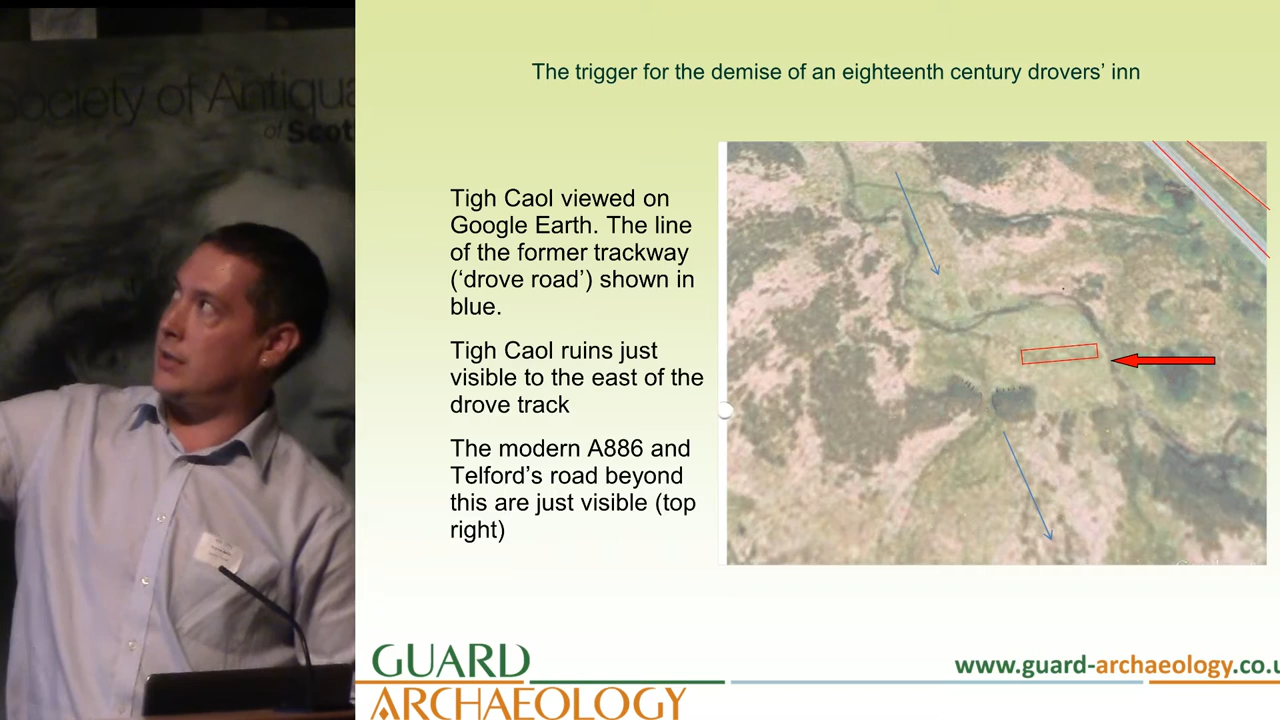 Society of Antiqua
of Scot
The trigger for the demise of an eighteenth century drovers’ inn
Tigh Caol viewed on
Google Earth. The line
of the former trackway
(‘drove road’) shown in
blue.
Tigh Caol ruins just
visible to the east of the
drove track
The modern A886 and
Telford’s road beyond
this are just visible (top
right)
GUARD
ARCHAEOLOGY
www.guard-archaeology.co.u